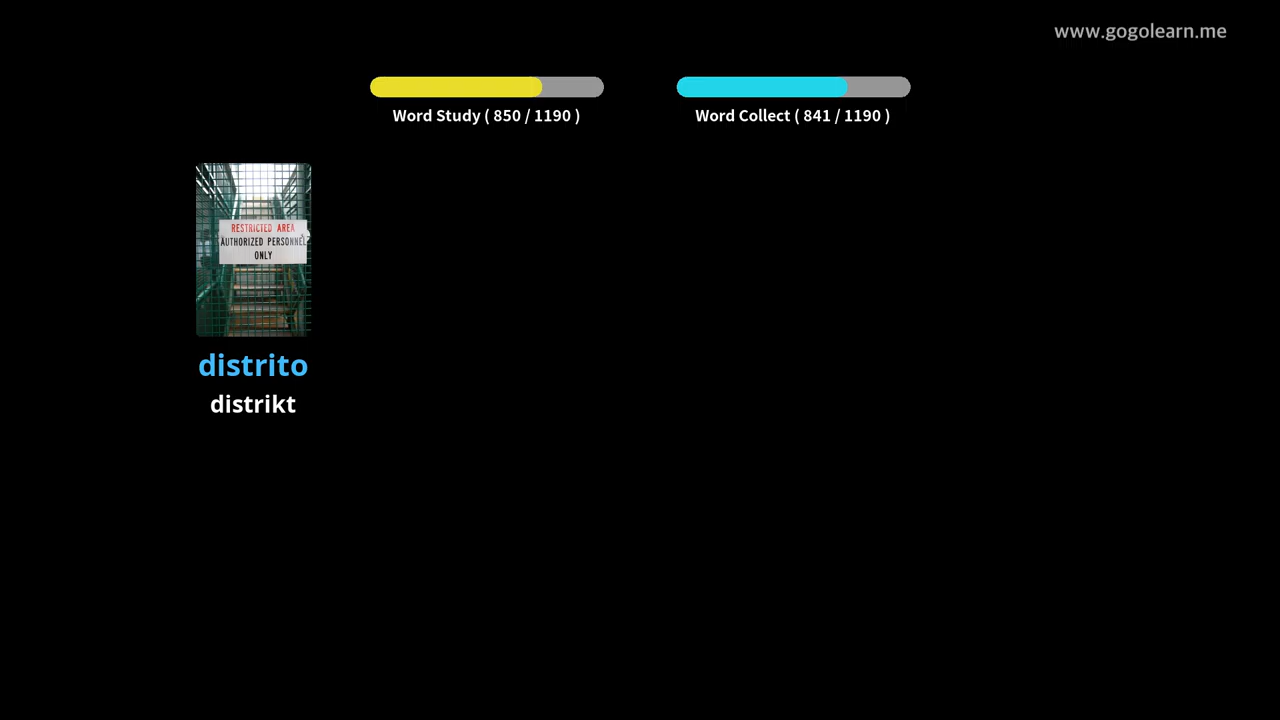 www.gogolearn.me
Word Study ( 850 / 1190 )
Word Collect ( 841 / 1190 )
RESTRICTED AREA
AUTHORIZED PERSONNEL
ONLY
distrito
distrikt